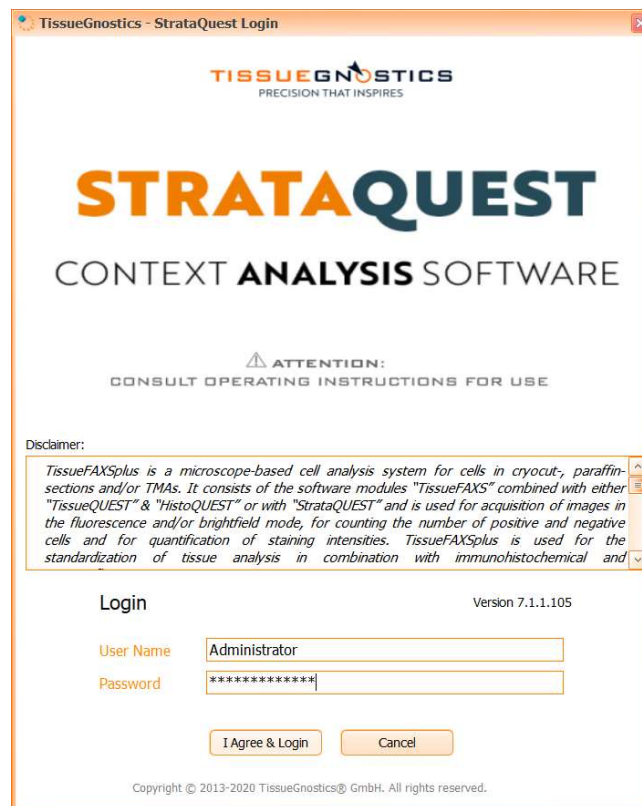 TissueGnostics - StrataQuest Login
TISSUEGNOSTICS
PRECISION THAT INSPIRES
STRATAQUEST
CONTEXT ANALYSIS SOFTWARE
ATTENTION:
CONSULT OPERATING INSTRUCTIONS FOR USE
Disclaimer:
TissueFAXSplus is a microscope-based cell analysis system for cells in cryocut-, paraffin-
sections and/or TMAs. It consists of the software modules "TissueFAXS" combined with either
"TissueQUEST" & "HistoQUEST" or with "StrataQUEST" and is used for acquisition of images in
the fluorescence and/or brightfield mode, for counting the number of positive and negative
cells and for quantification of staining intensities. TissueFAXSplus is used for the
standardization of tissue analysis in combination with immunohistochemical and
Login
Version 7.1.1.105
User Name
Administrator
Password
*************
I Agree & Login
Cancel
Copyright © 2013-2020 TissueGnostics® GmbH. All rights reserved.